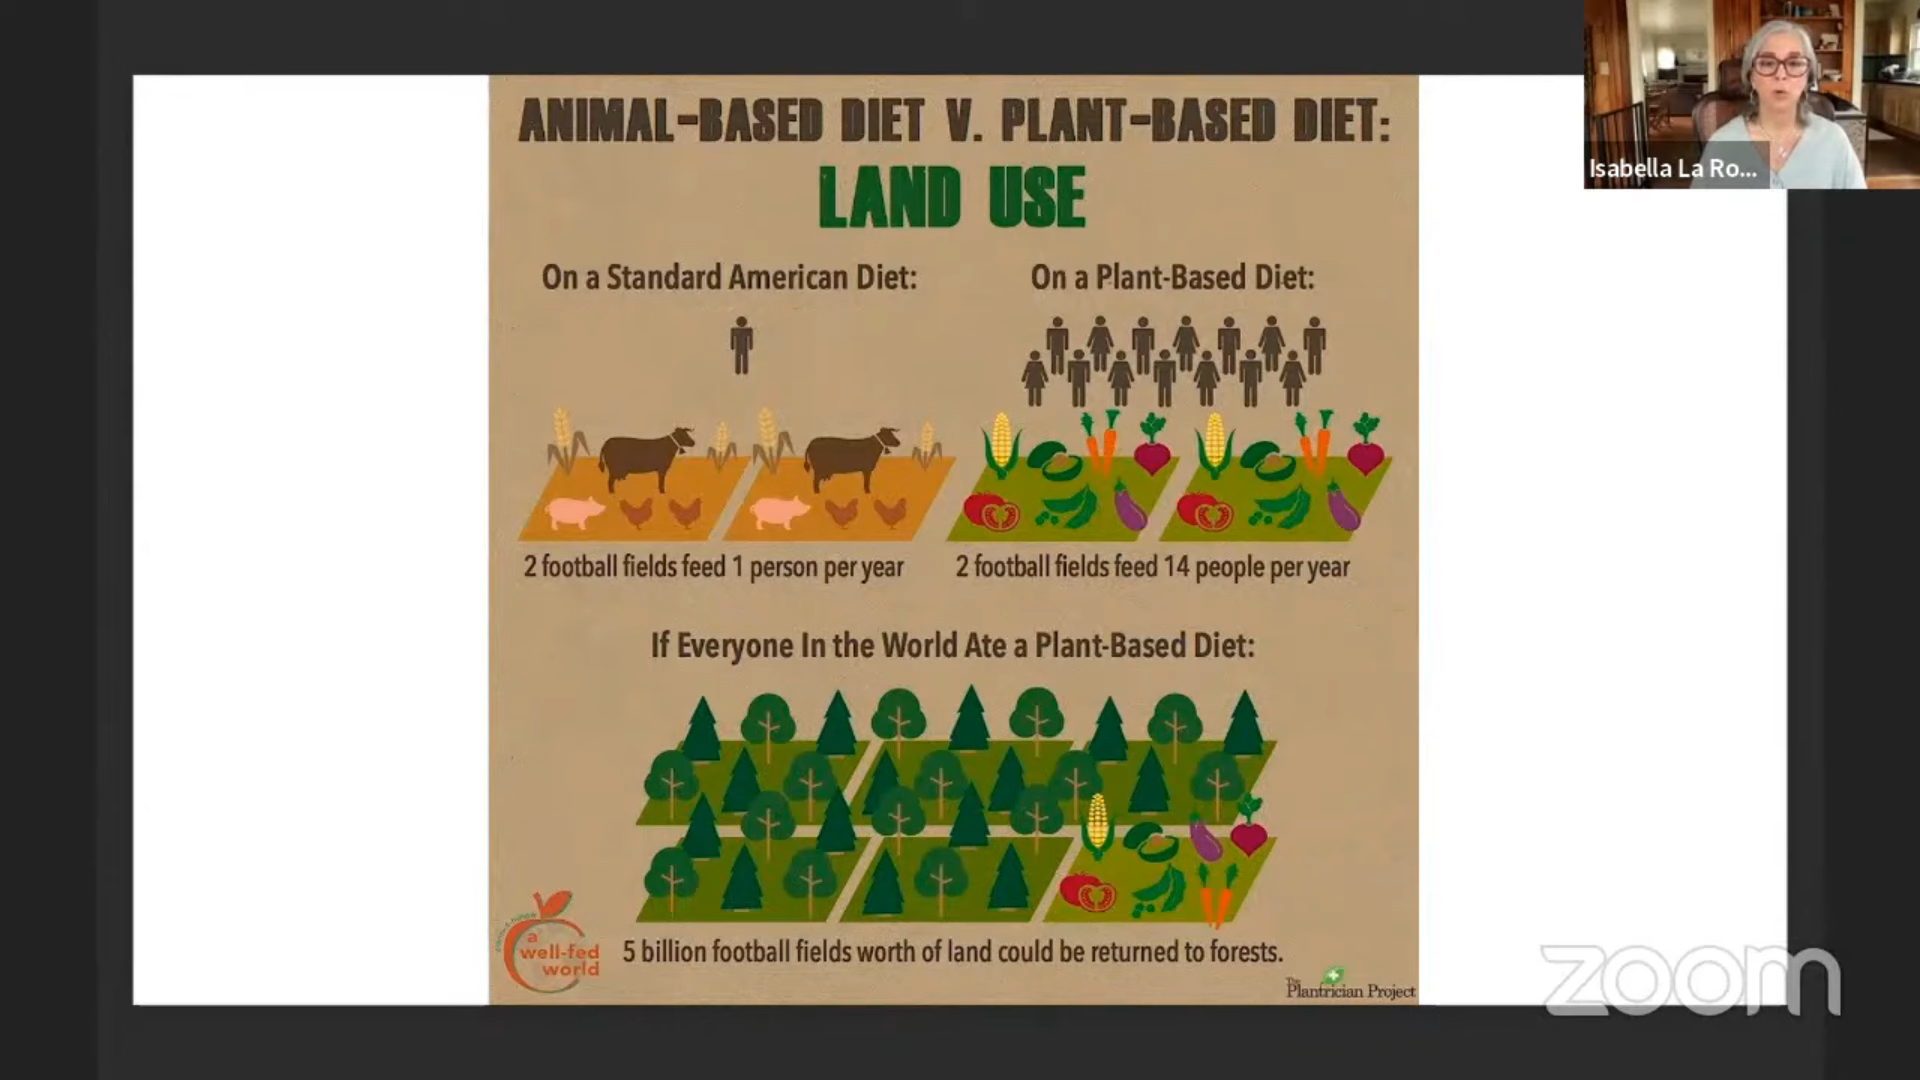 ANIMAL-BASED DIET V. PLANT-BASED DIET:
LAND USE
Isabella La Ro...
On a Standard American Diet:
On a Plant-Based Diet:
2 football fields feed 1 person per year
2 football fields feed 14 people per year
If Everyone In the World Ate a Plant-Based Diet:
5 billion football fields worth of land could be returned to forests.
a
well-fed
world
The
Plantrician Project
zoom